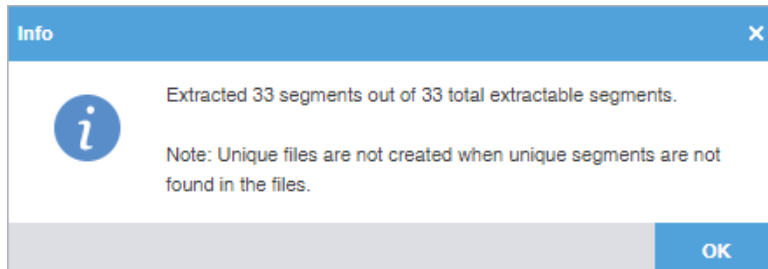 Info
Extracted 33 segments out of 33 total extractable segments.
Note: Unique files are not created when unique segments are not
found in the files.
OK